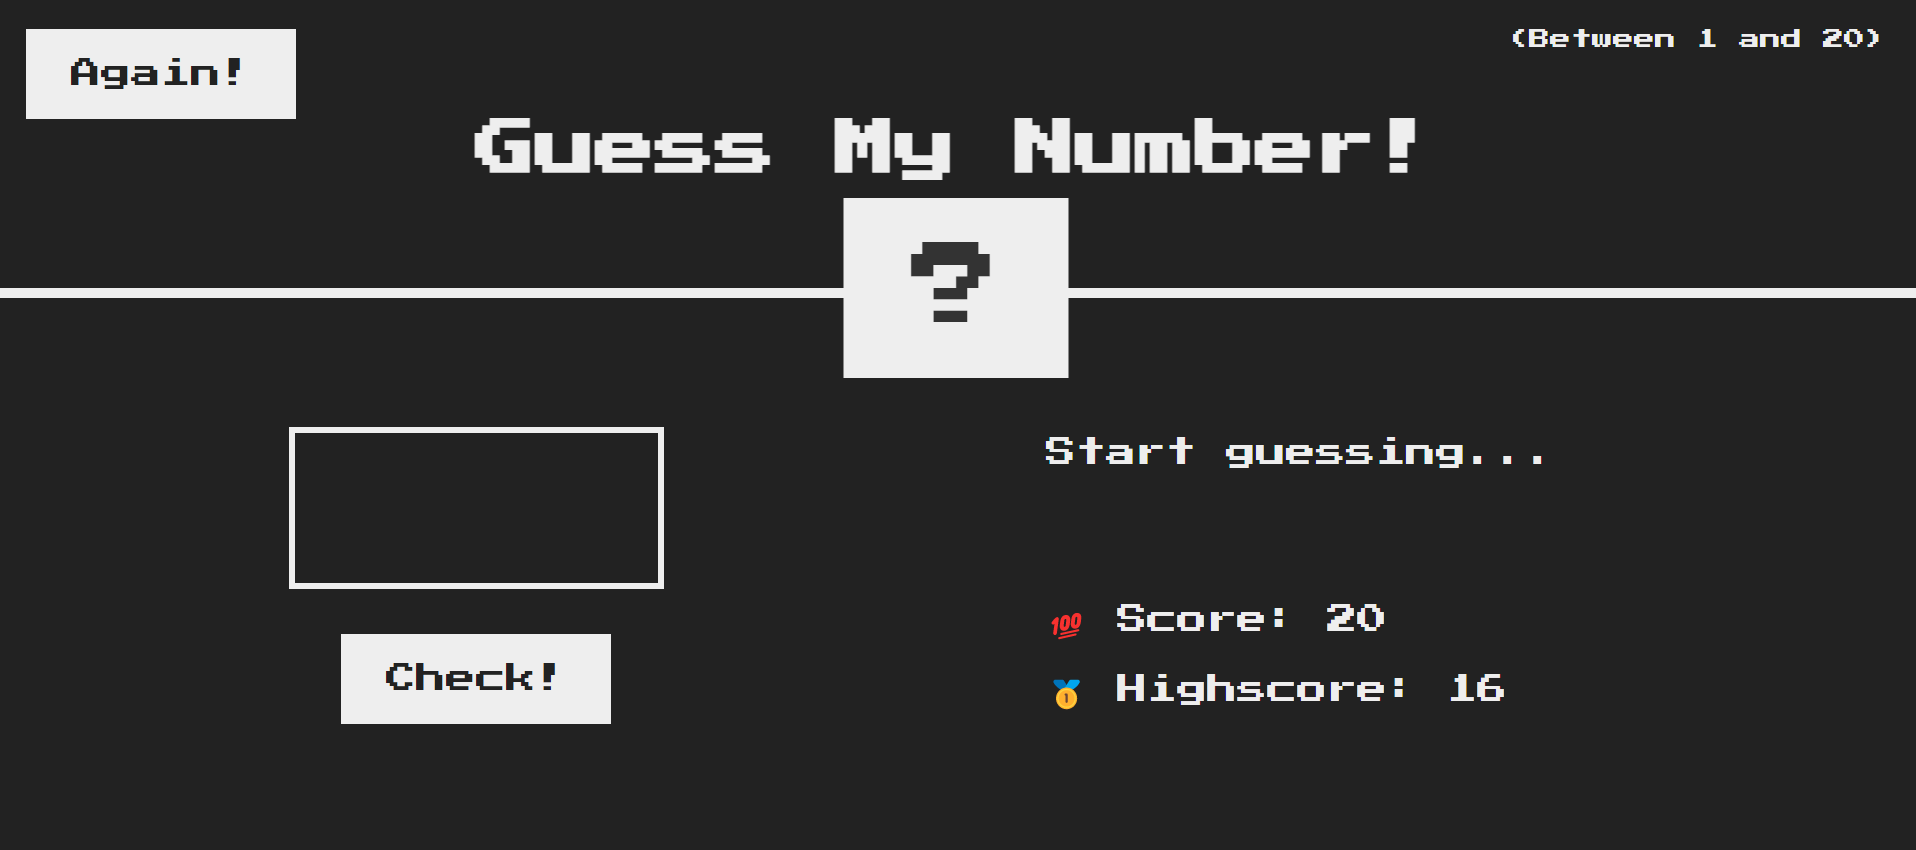 Again!
(Between 1 and 20)
Guess My Number!
?
Start guessing...
💯 Score: 20
Check!
🥇 Highscore: 16